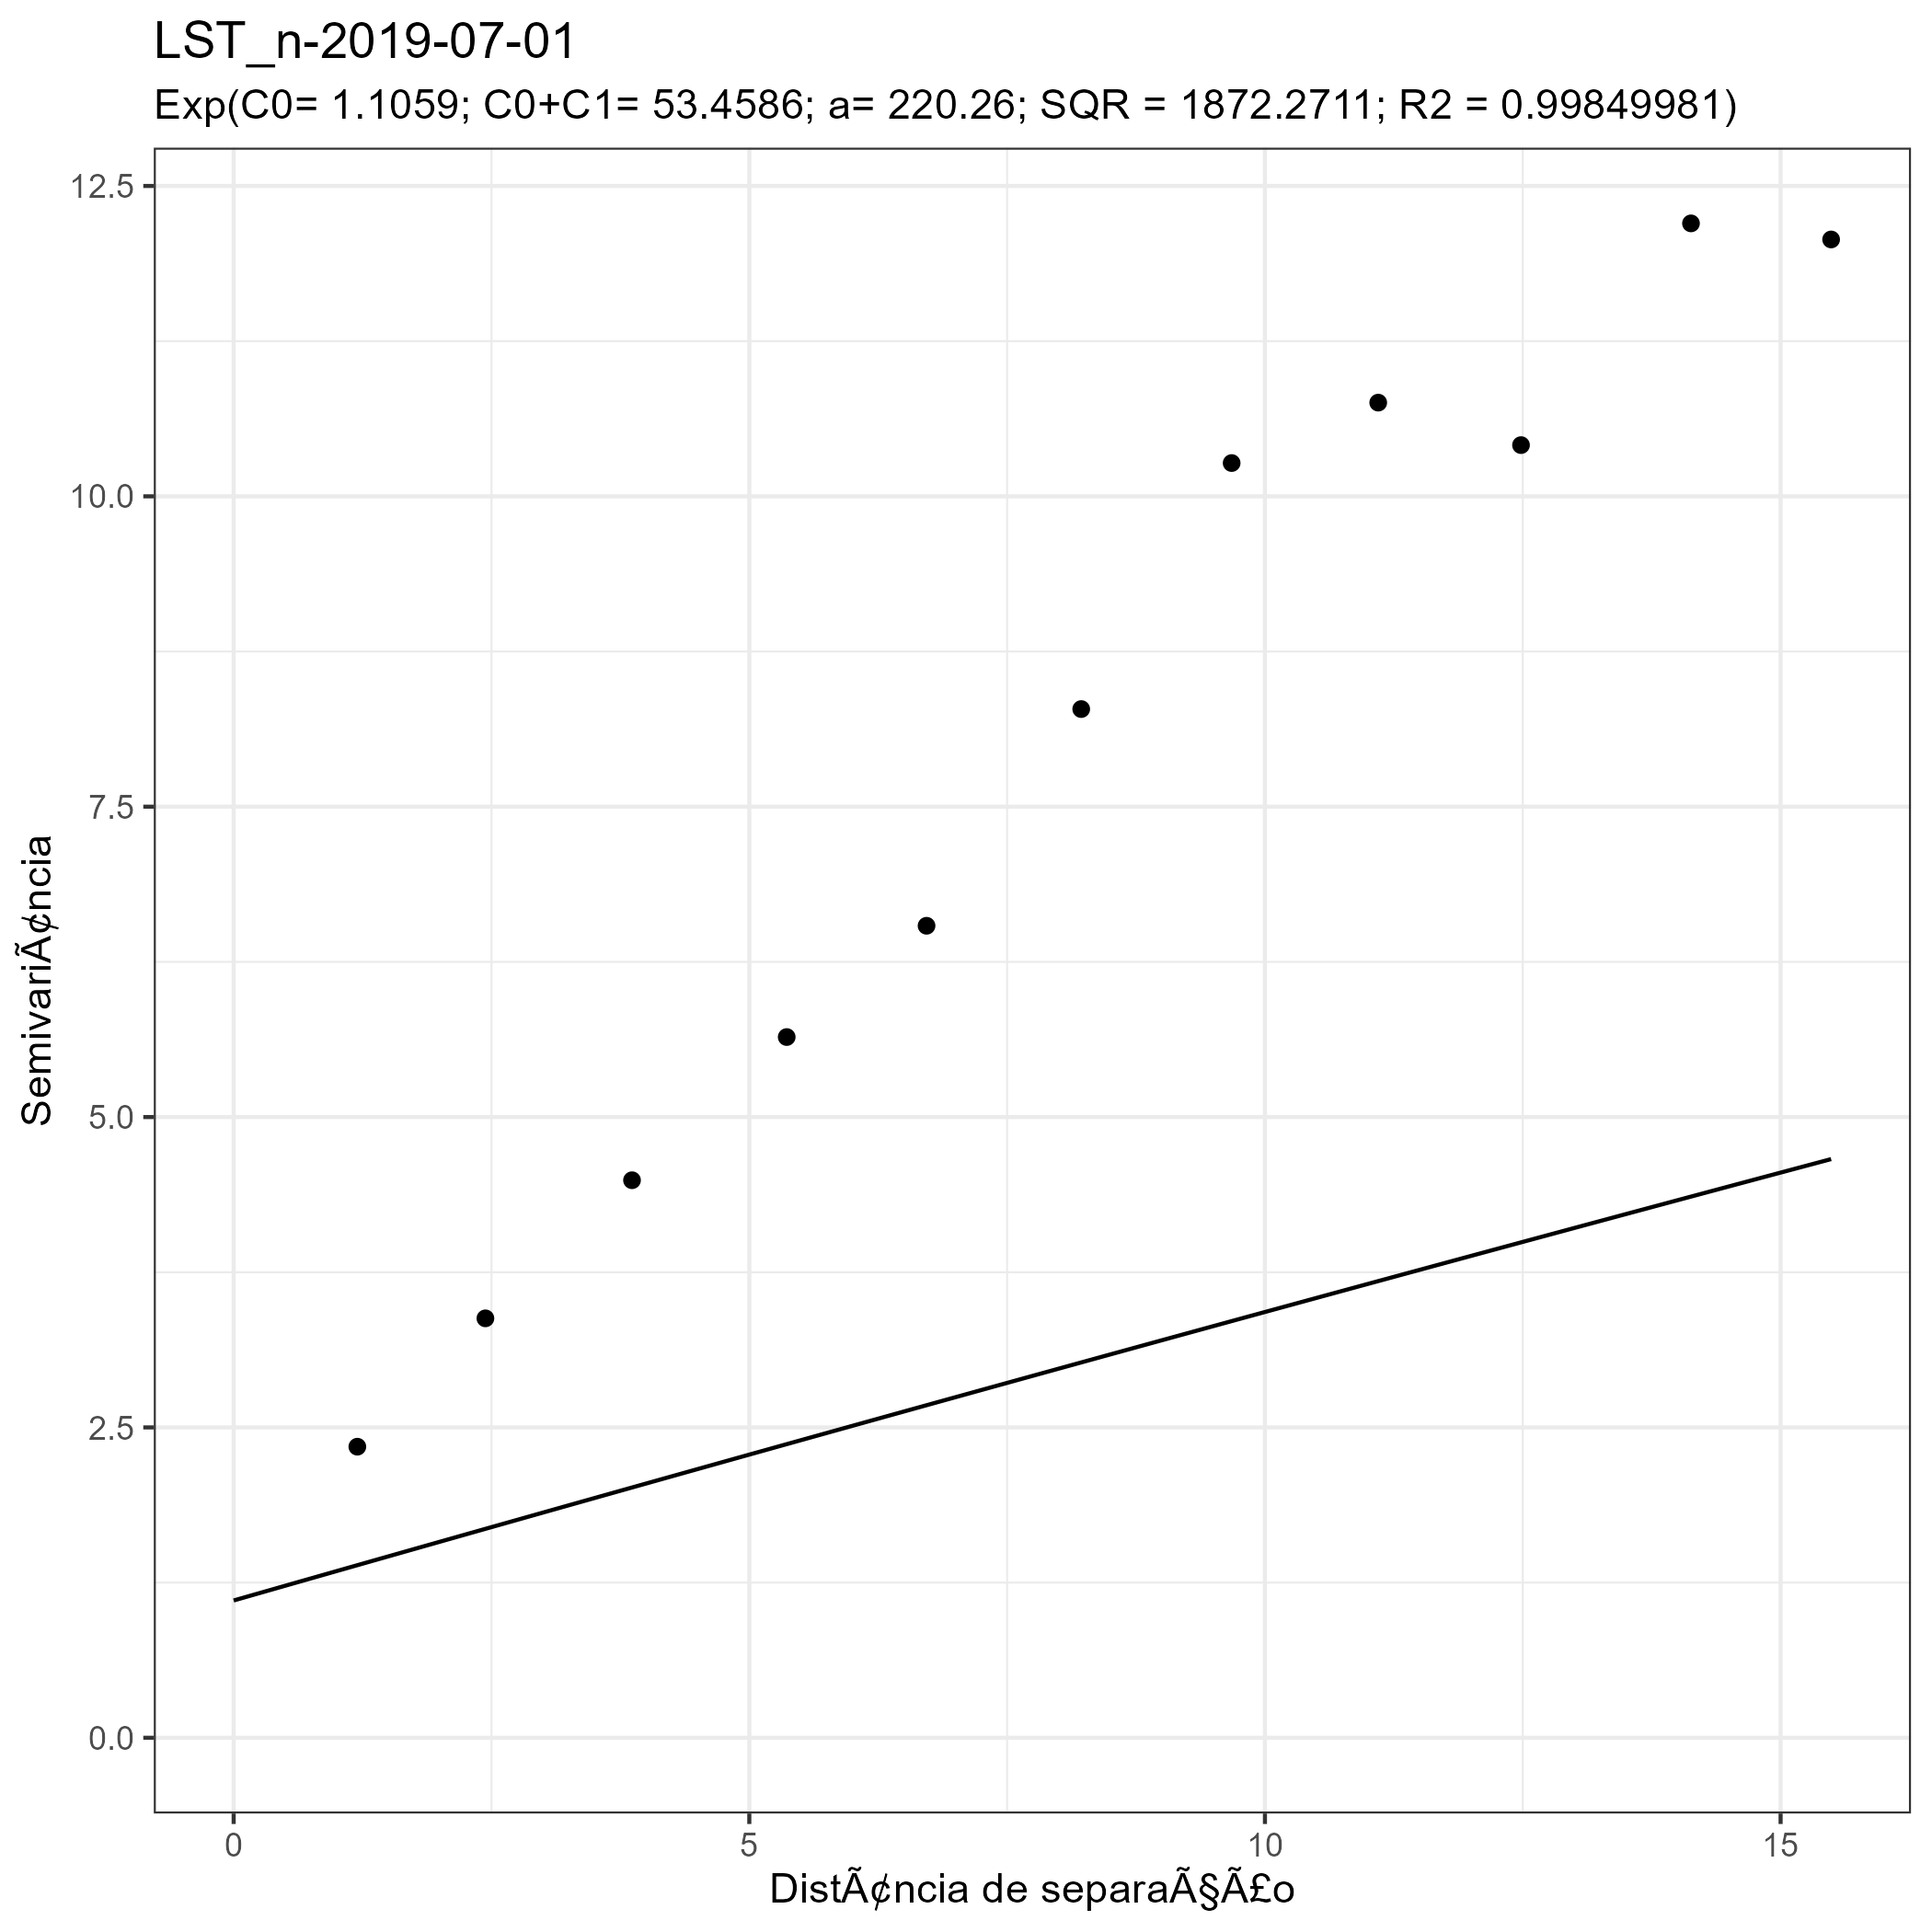 LST_n-2019-07-01
Exp(C0= 1.1059; C0+C1= 53.4586; a= 220.26; SQR = 1872.2711; R2 = 0.99849981)
12.5
10.0
7.5
5.0
2.5
0.0
SemivariÃ¢ncia
0 5 10 15
DistÃ¢ncia de separaÃ§Ã£o